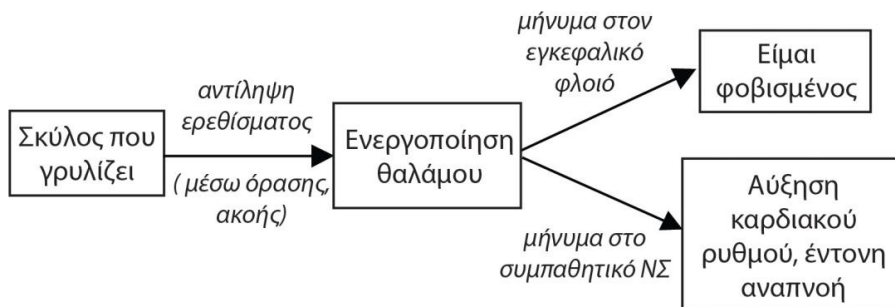 Σκύλος που
γρυλίζει
αντίληψη
ερεθίσματος
( μέσω όρασης,
ακοής)
Ενεργοποίηση
θαλάμου
μήνυμα στον
εγκεφαλικό
φλοιό
Είμαι
φοβισμένος
μήνυμα στο
συμπαθητικό ΝΣ
Αύξηση
καρδιακού
ρυθμού, έντονη
αναπνοή